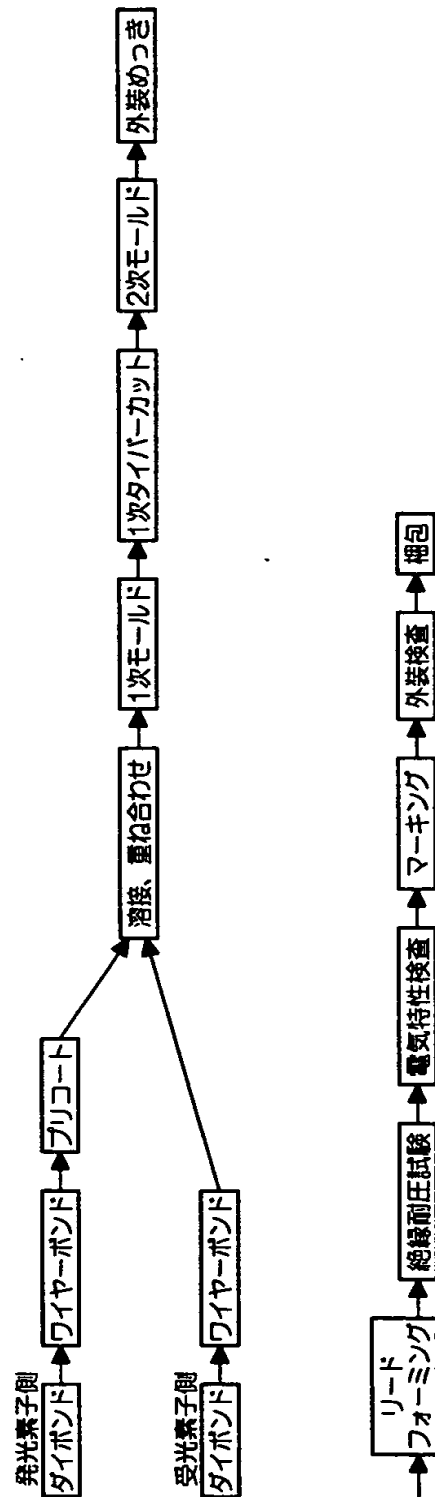 発光素子側
ダイボンド
ワイヤーボンド
プリコート
受光素子側
ダイボンド
ワイヤーボンド
溶接、重ね合わせ
1次モールド
1次タイバーカット
2次モールド
外装めっき
リード
フォーミング
絶縁耐圧試験
電気特性検査
マーキング
外装検査
梱包